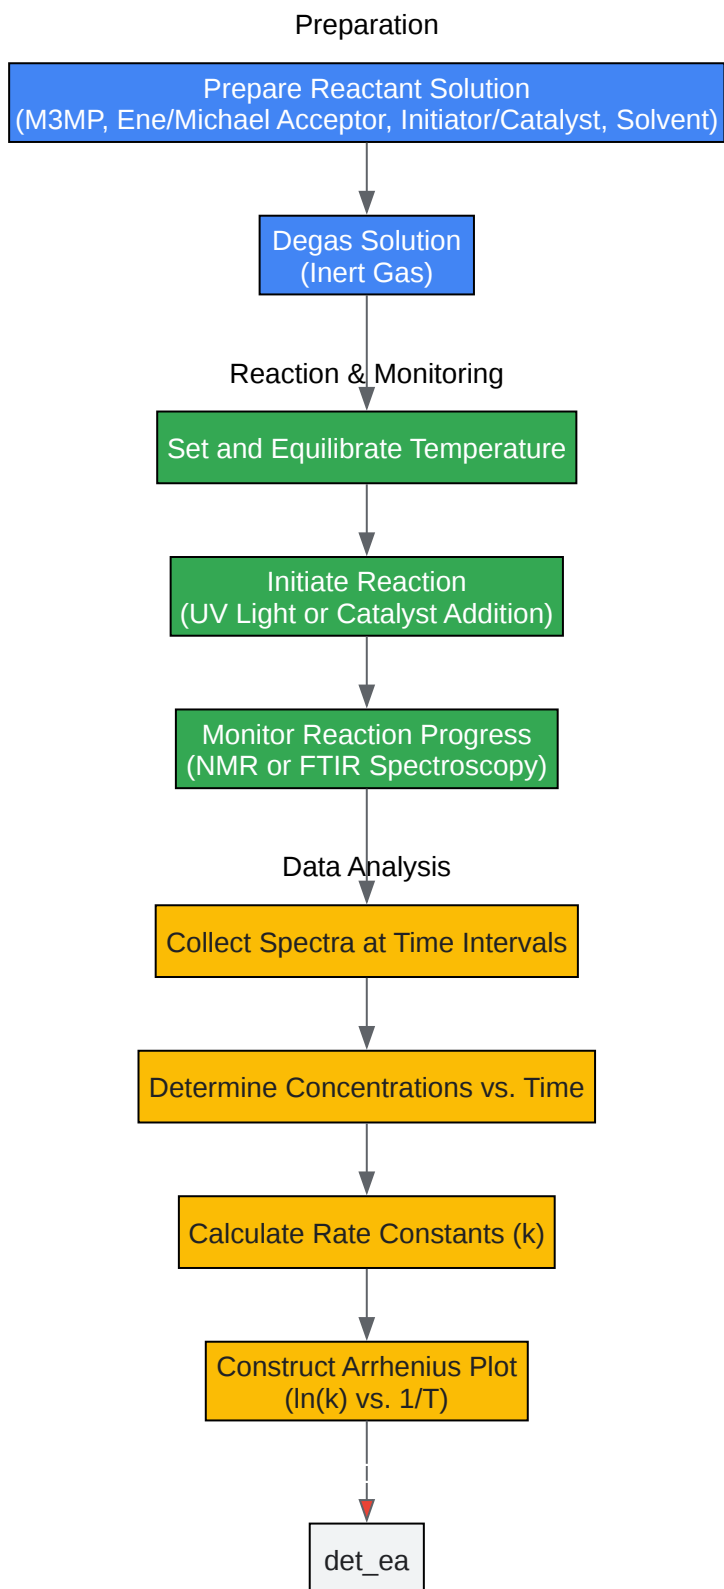 Preparation
Prepare Reactant Solution
(M3MP, Ene/Michael Acceptor, Initiator/Catalyst, Solvent)
Degas Solution
(Inert Gas)
Reaction & Monitoring
Set and Equilibrate Temperature
Initiate Reaction
(UV Light or Catalyst Addition)
Monitor Reaction Progress
(NMR or FTIR Spectroscopy)
Data Analysis
Collect Spectra at Time Intervals
Determine Concentrations vs. Time
Calculate Rate Constants (k)
Construct Arrhenius Plot
(ln(k) vs. 1/T)
det_ea